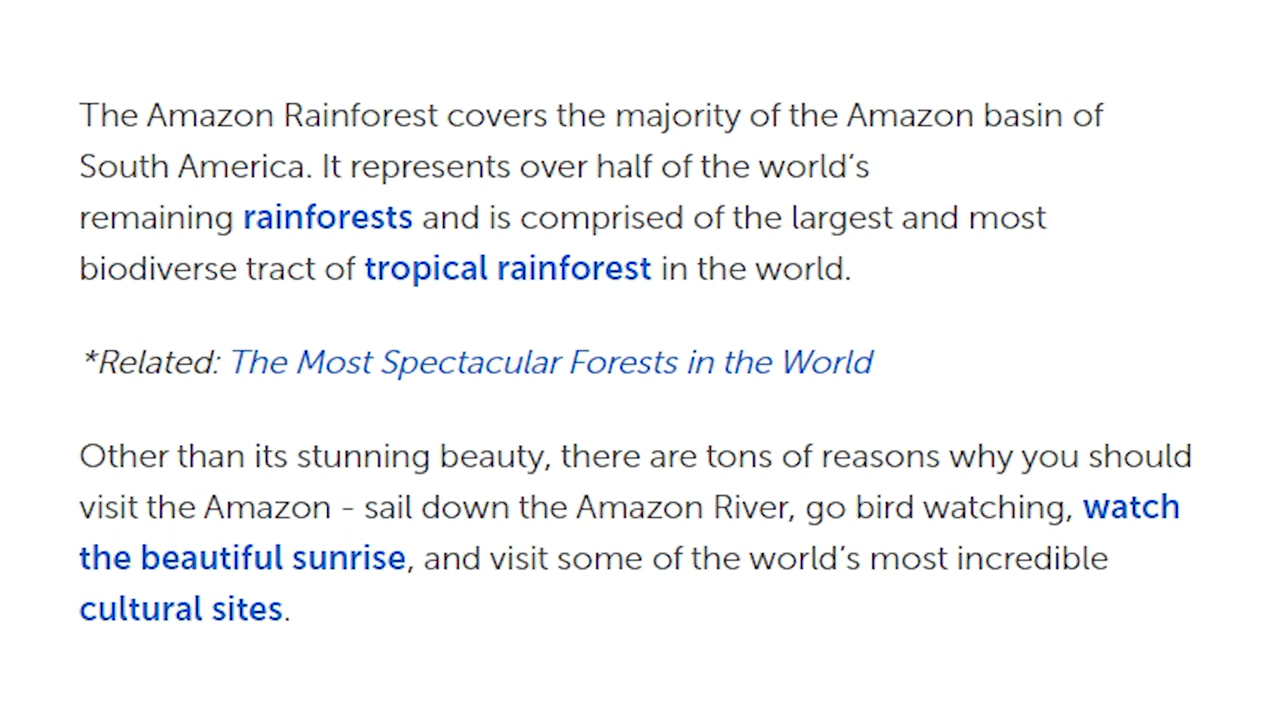 The Amazon Rainforest covers the majority of the Amazon basin of
South America. It represents over half of the world’s
remaining rainforests and is comprised of the largest and most
biodiverse tract of tropical rainforest in the world.
*Related: The Most Spectacular Forests in the World
Other than its stunning beauty, there are tons of reasons why you should
visit the Amazon - sail down the Amazon River, go bird watching, watch
the beautiful sunrise, and visit some of the world’s most incredible
cultural sites.